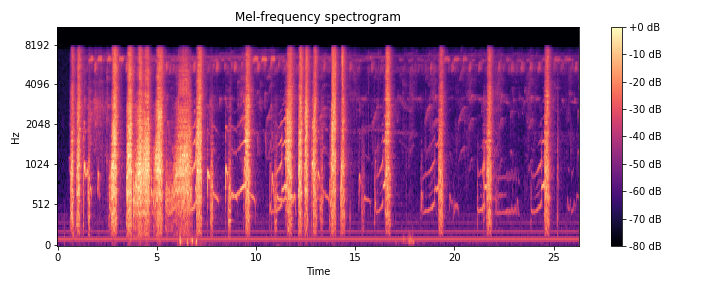 Mel-frequency spectrogram
Hz
8192
4096
2048
1024
512
0
0 5 10 15 20 25
Time
+0 dB
-10 dB
-20 dB
-30 dB
-40 dB
-50 dB
-60 dB
-70 dB
-80 dB